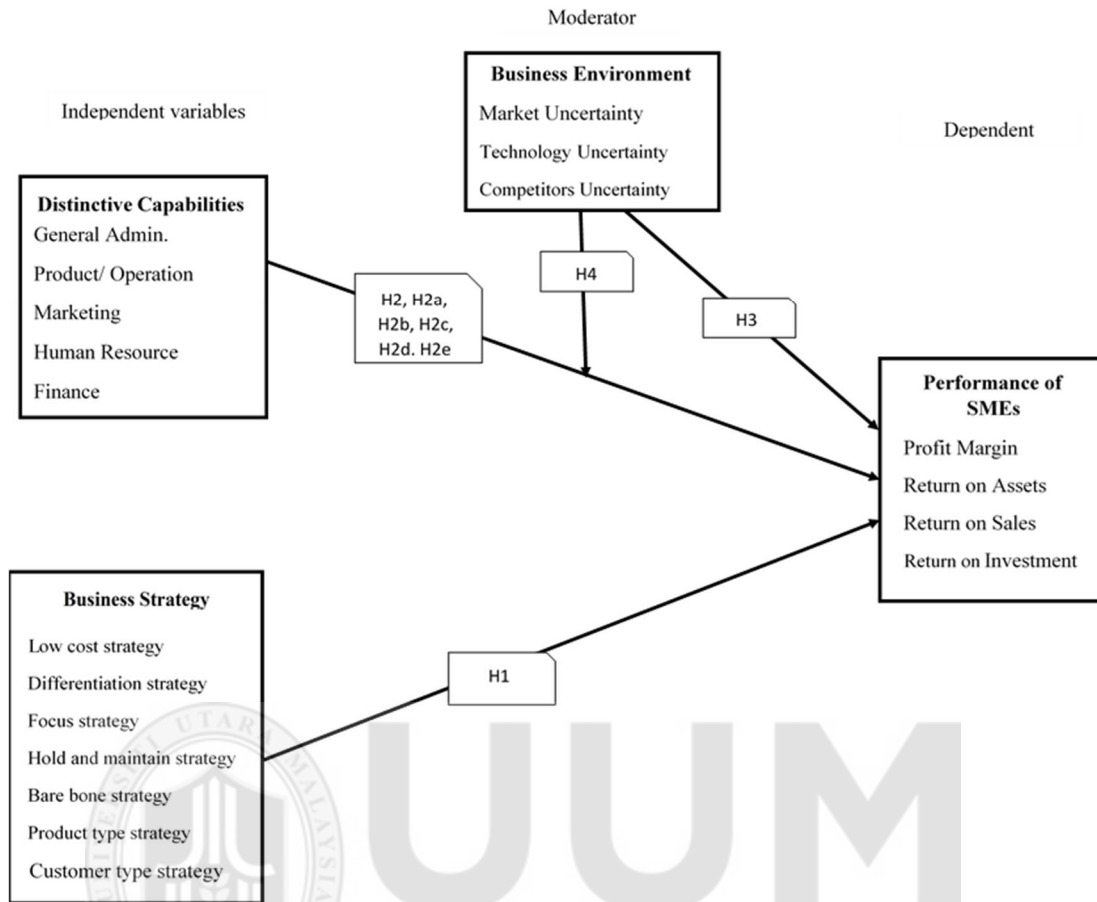 Moderator
Independent variables
Dependent
Business Environment
Market Uncertainty
Technology Uncertainty
Competitors Uncertainty
Distinctive Capabilities
General Admin.
Product/ Operation
Marketing
Human Resource
Finance
H2, H2a,
H2b, H2c,
H2d. H2e
H4
H3
Performance of
SMEs
Profit Margin
Return on Assets
Return on Sales
Return on Investment
Business Strategy
Low cost strategy
Differentiation strategy
Focus strategy
Hold and maintain strategy
Bare bone strategy
Product type strategy
Customer type strategy
H1
UTARA MALAYSIA
UUM